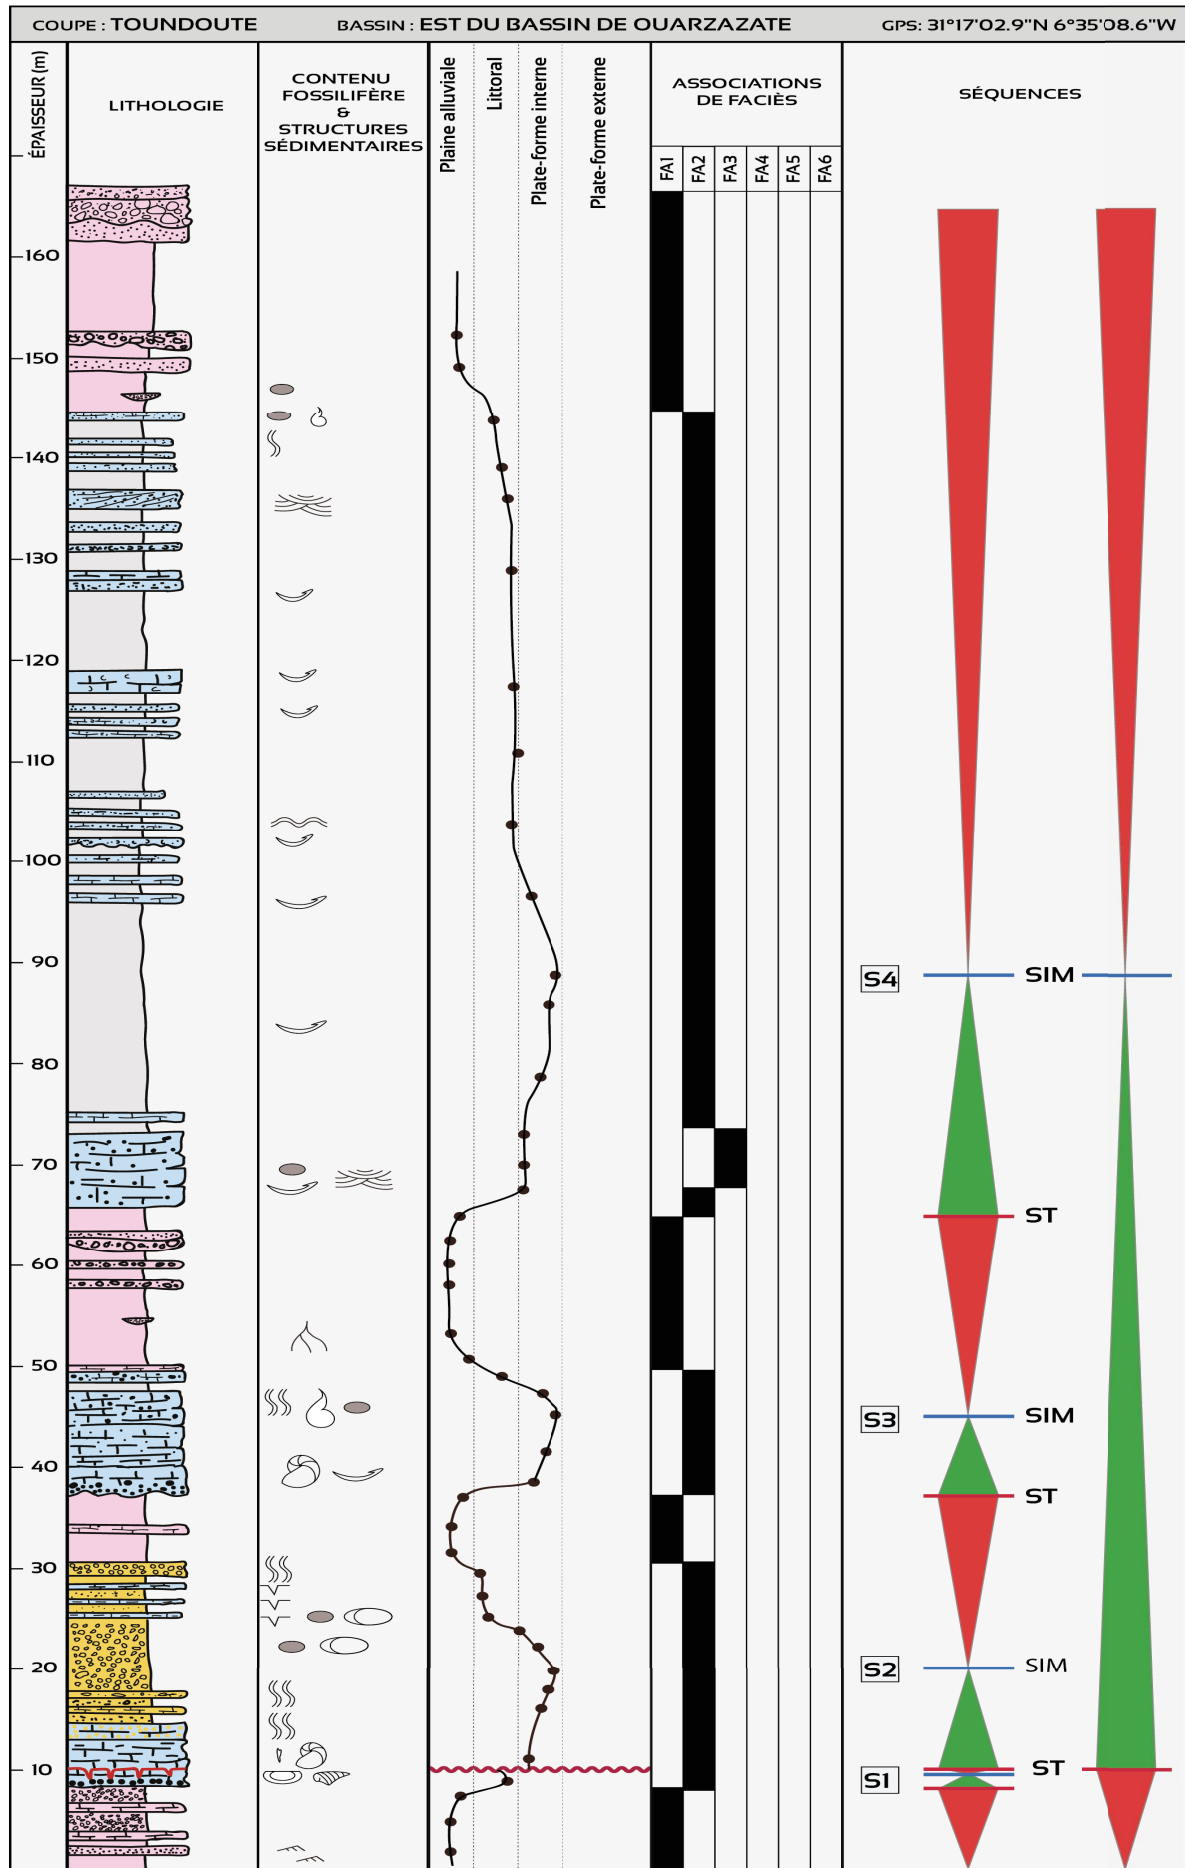 COUPE : TOUNDOUTE
BASSIN : EST DU BASSIN DE OUARZAZATE
GPS: 31°17'02.9"N 6°35'08.6"W
ÉPAISSEUR (m)
LITHOLOGIE
CONTENU
FOSSILIFÈRE
&
STRUCTURES
SÉDIMENTAIRES
Plaine alluviale
Littoral
Plate-forme interne
Plate-forme externe
ASSOCIATIONS
DE FACIÈS
FA1
FA2
FA3
FA4
FA5
FA6
SÉQUENCES
160
150
140
130
120
110
100
90
S4
SIM
80
70
ST
60
50
S3
SIM
40
ST
30
20
S2
SIM
10
S1
ST